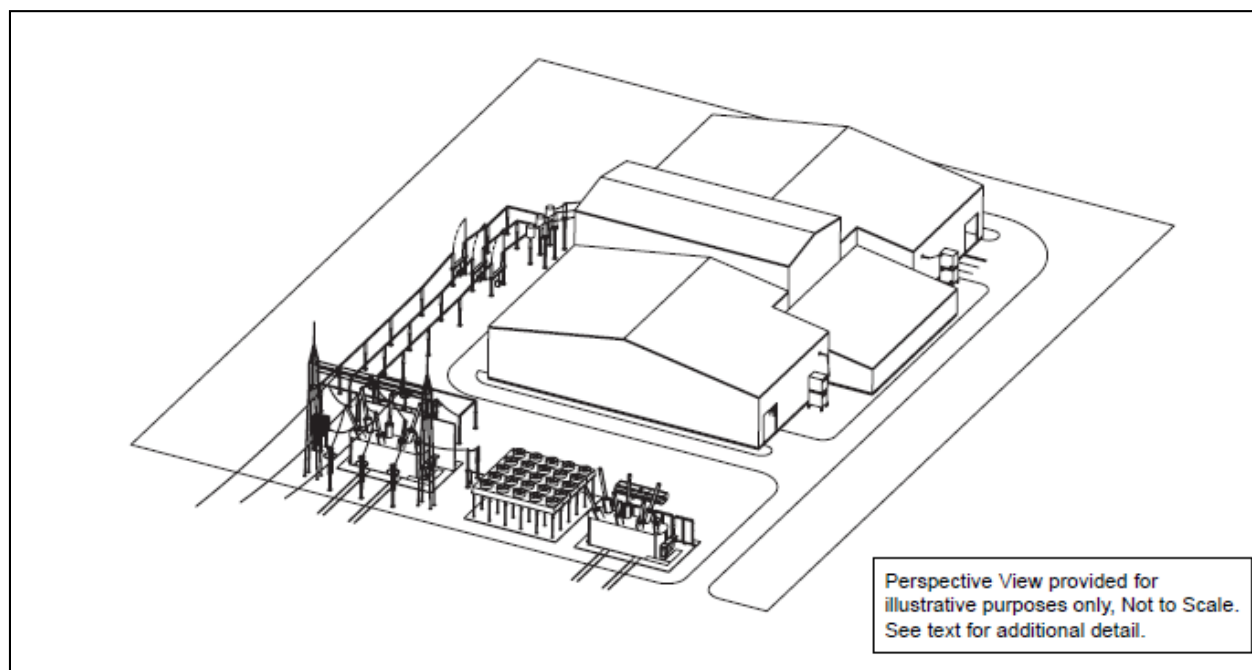 Perspective View provided for
illustrative purposes only, Not to Scale.
See text for additional detail.